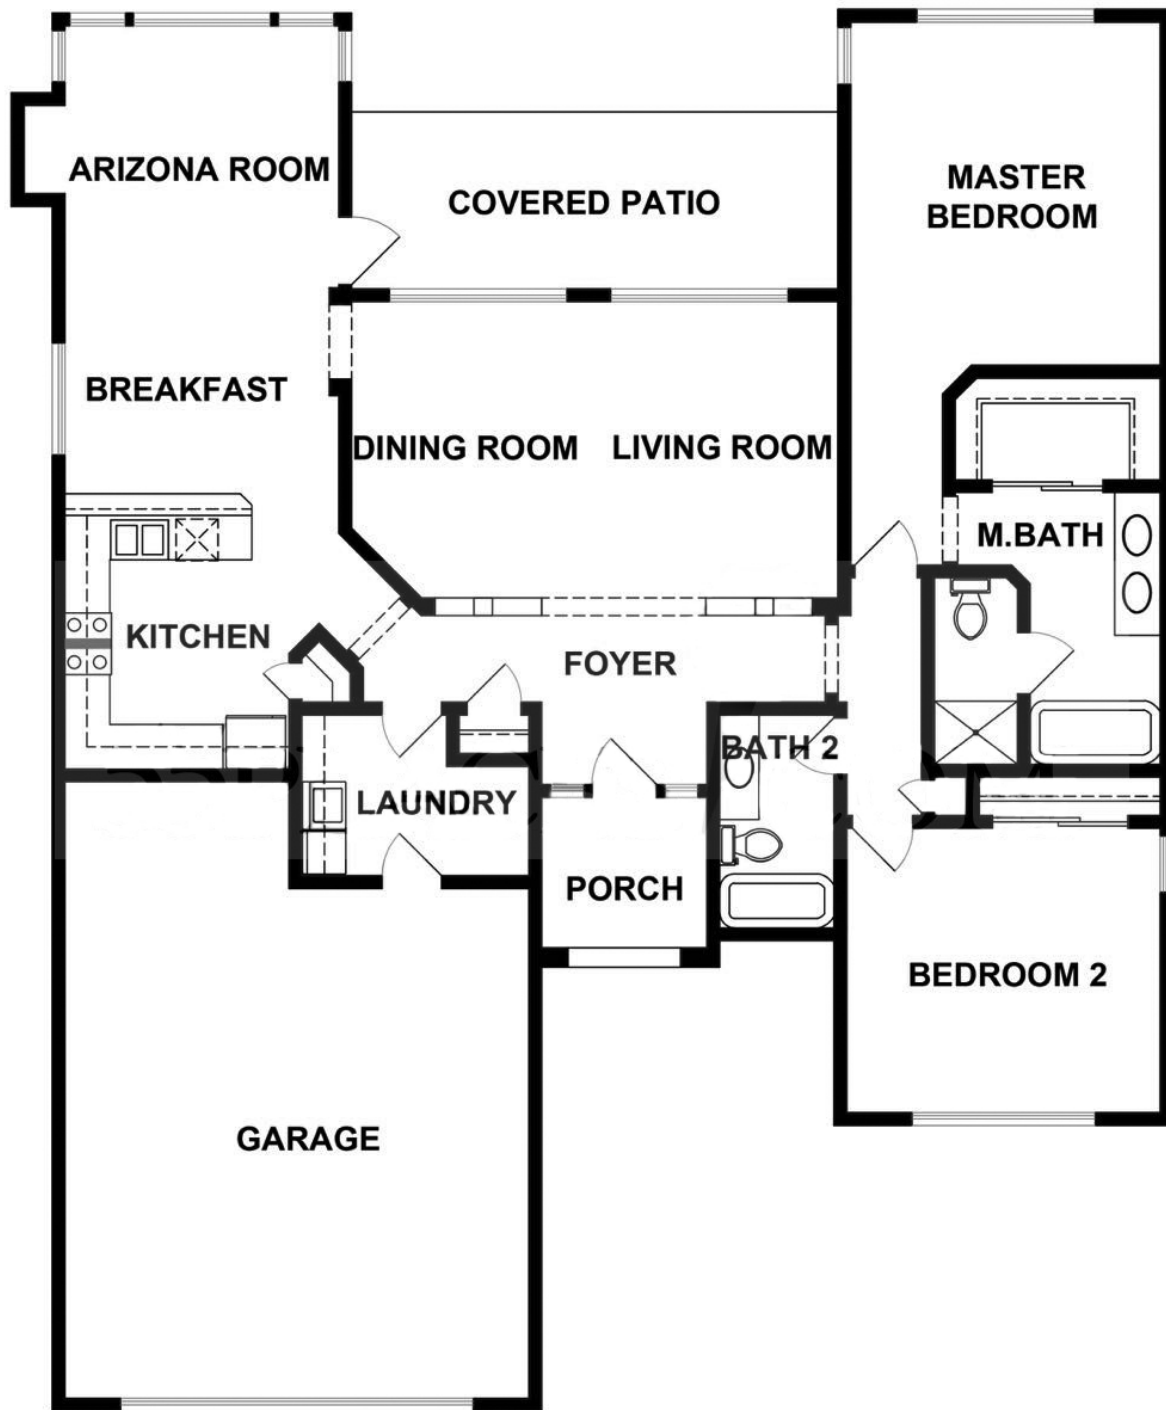 ARIZONA ROOM
COVERED PATIO
MASTER
BEDROOM
BREAKFAST
DINING ROOM
LIVING ROOM
M.BATH
KITCHEN
FOYER
BATH 2
LAUNDRY
PORCH
BEDROOM 2
GARAGE